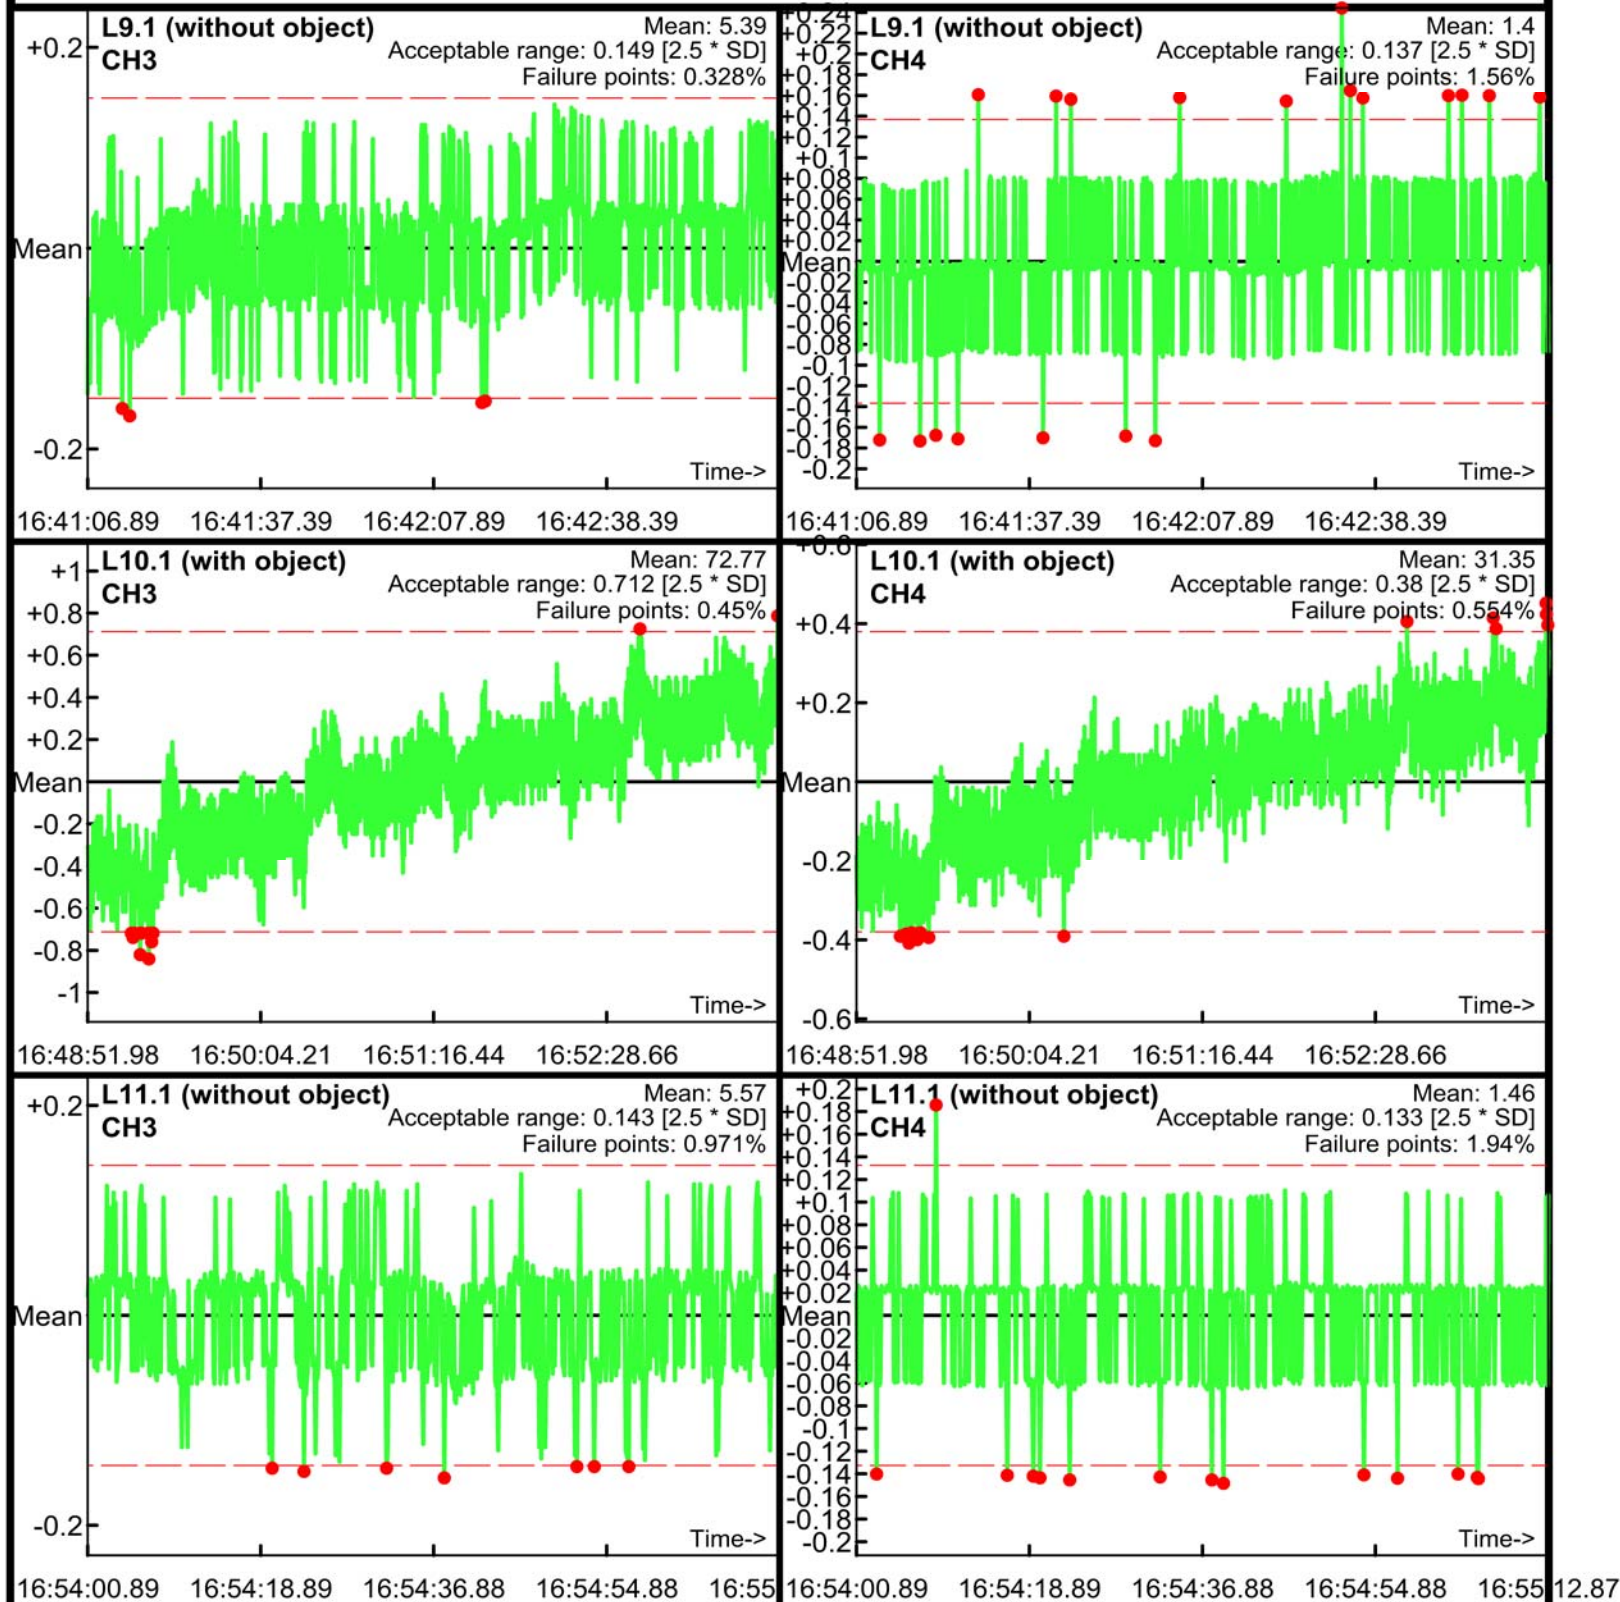 L9.1 (without object)
CH3
Mean: 5.39
Acceptable range: 0.149 [2.5 * SD]
Failure points: 0.328%
+0.2
Mean
-0.2
Time->
16:41:06.89 16:41:37.39 16:42:07.89 16:42:38.39
L9.1 (without object)
CH4
Mean: 1.4
Acceptable range: 0.137 [2.5 * SD]
Failure points: 1.56%
+0.24
+0.22
+0.2
+0.18
+0.16
+0.14
+0.12
+0.1
+0.08
+0.06
+0.04
+0.02
Mean
-0.02
-0.04
-0.06
-0.08
-0.1
-0.12
-0.14
-0.16
-0.18
-0.2
Time->
16:41:06.89 16:41:37.39 16:42:07.89 16:42:38.39
L10.1 (with object)
CH3
Mean: 72.77
Acceptable range: 0.712 [2.5 * SD]
Failure points: 0.45%
+1
+0.8
+0.6
+0.4
+0.2
Mean
-0.2
-0.4
-0.6
-0.8
-1
Time->
16:48:51.98 16:50:04.21 16:51:16.44 16:52:28.66
L10.1 (with object)
CH4
Mean: 31.35
Acceptable range: 0.38 [2.5 * SD]
Failure points: 0.554%
+0.6
+0.4
+0.2
Mean
-0.2
-0.4
-0.6
Time->
16:48:51.98 16:50:04.21 16:51:16.44 16:52:28.66
L11.1 (without object)
CH3
Mean: 5.57
Acceptable range: 0.143 [2.5 * SD]
Failure points: 0.971%
+0.2
Mean
-0.2
Time->
16:54:00.89 16:54:18.89 16:54:36.88 16:54:54.88 16:55
L11.1 (without object)
CH4
Mean: 1.46
Acceptable range: 0.133 [2.5 * SD]
Failure points: 1.94%
+0.2
+0.18
+0.16
+0.14
+0.12
+0.1
+0.08
+0.06
+0.04
+0.02
Mean
-0.02
-0.04
-0.06
-0.08
-0.1
-0.12
-0.14
-0.16
-0.18
-0.2
Time->
16:54:00.89 16:54:18.89 16:54:36.88 16:54:54.88 16:55:12.87